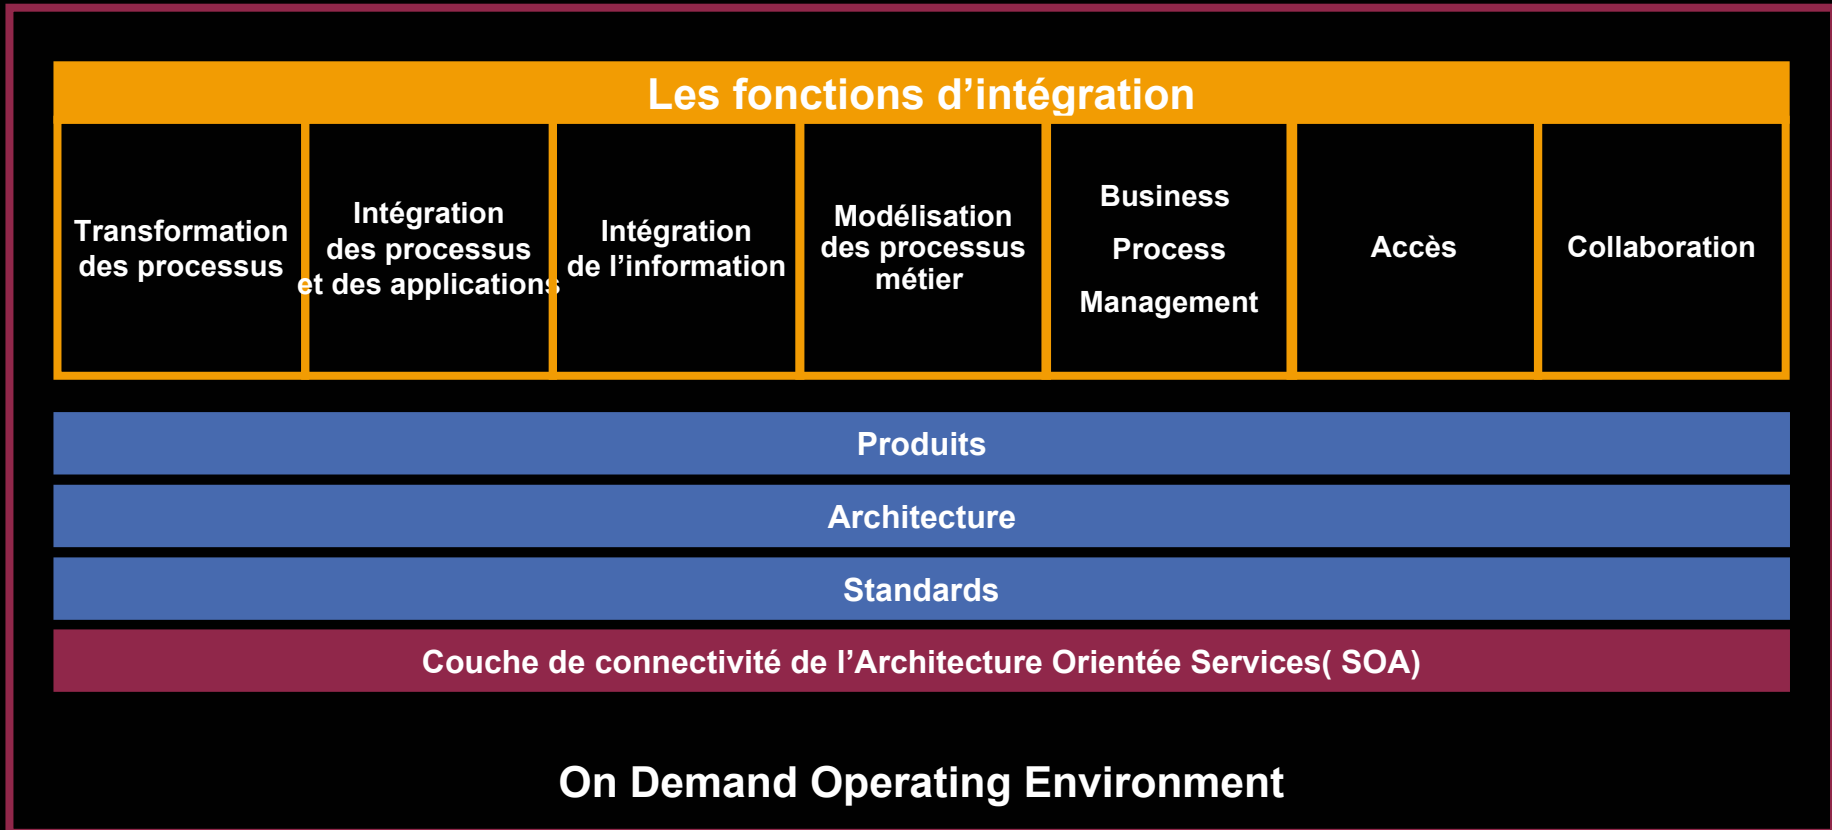 Les fonctions d’intégration
Transformation
des processus
Intégration
des processus
et des applications
Intégration
de l’information
Modélisation
des processus
métier
Business
Process
Management
Accès
Collaboration
Produits
Architecture
Standards
Couche de connectivité de l’Architecture Orientée Services( SOA)
On Demand Operating Environment